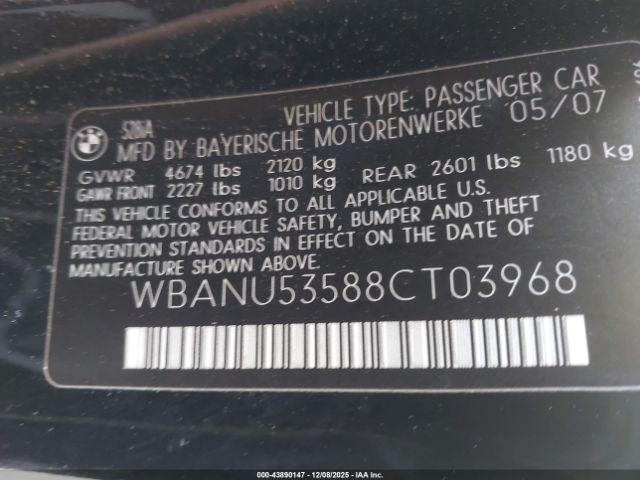 BMW
528iA
VEHICLE TYPE: PASSENGER CAR
MFD BY BAYERISCHE MOTORENWERKE 05/07
GVWR 4674 lbs 2120 kg
GAWR FRONT 2227 lbs 1010 kg REAR 2601 lbs 1180 kg
THIS VEHICLE CONFORMS TO ALL APPLICABLE U.S.
FEDERAL MOTOR VEHICLE SAFETY, BUMPER AND THEFT
PREVENTION STANDARDS IN EFFECT ON THE DATE OF
MANUFACTURE SHOWN ABOVE.
WBANU53588CT03968
000-43890147 - 12/08/2025 - IAA Inc.